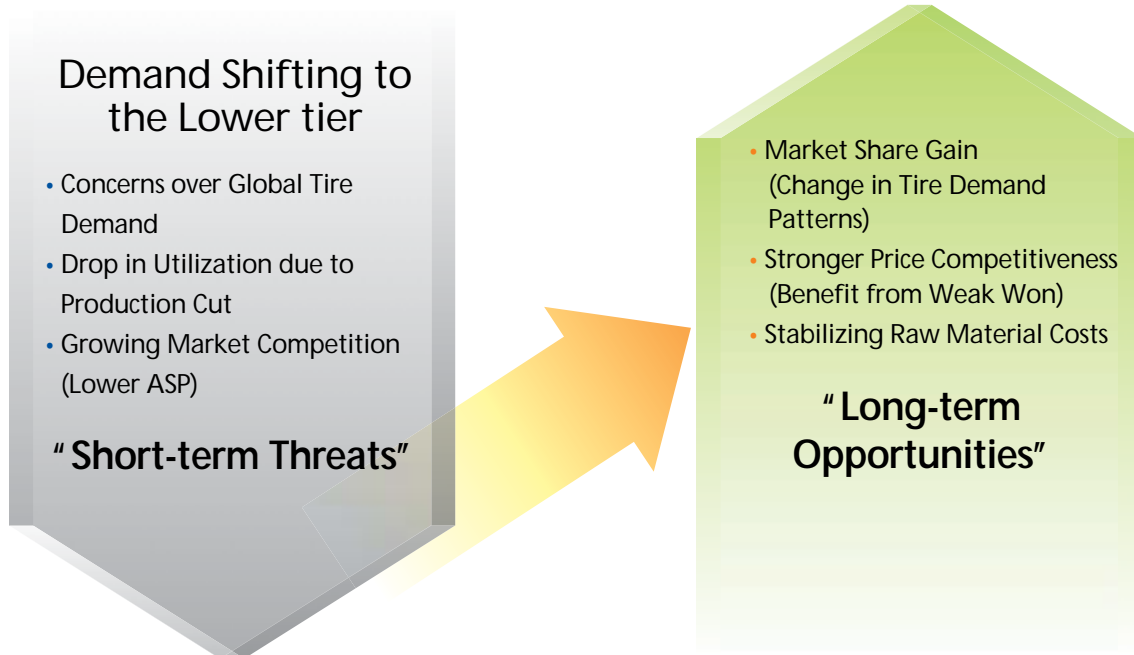 Demand Shifting to
the Lower tier
• Concerns over Global Tire
Demand
• Drop in Utilization due to
Production Cut
• Growing Market Competition
(Lower ASP)
“Short-term Threats”
• Market Share Gain
(Change in Tire Demand
Patterns)
• Stronger Price Competitiveness
(Benefit from Weak Won)
• Stabilizing Raw Material Costs
“Long-term
Opportunities”